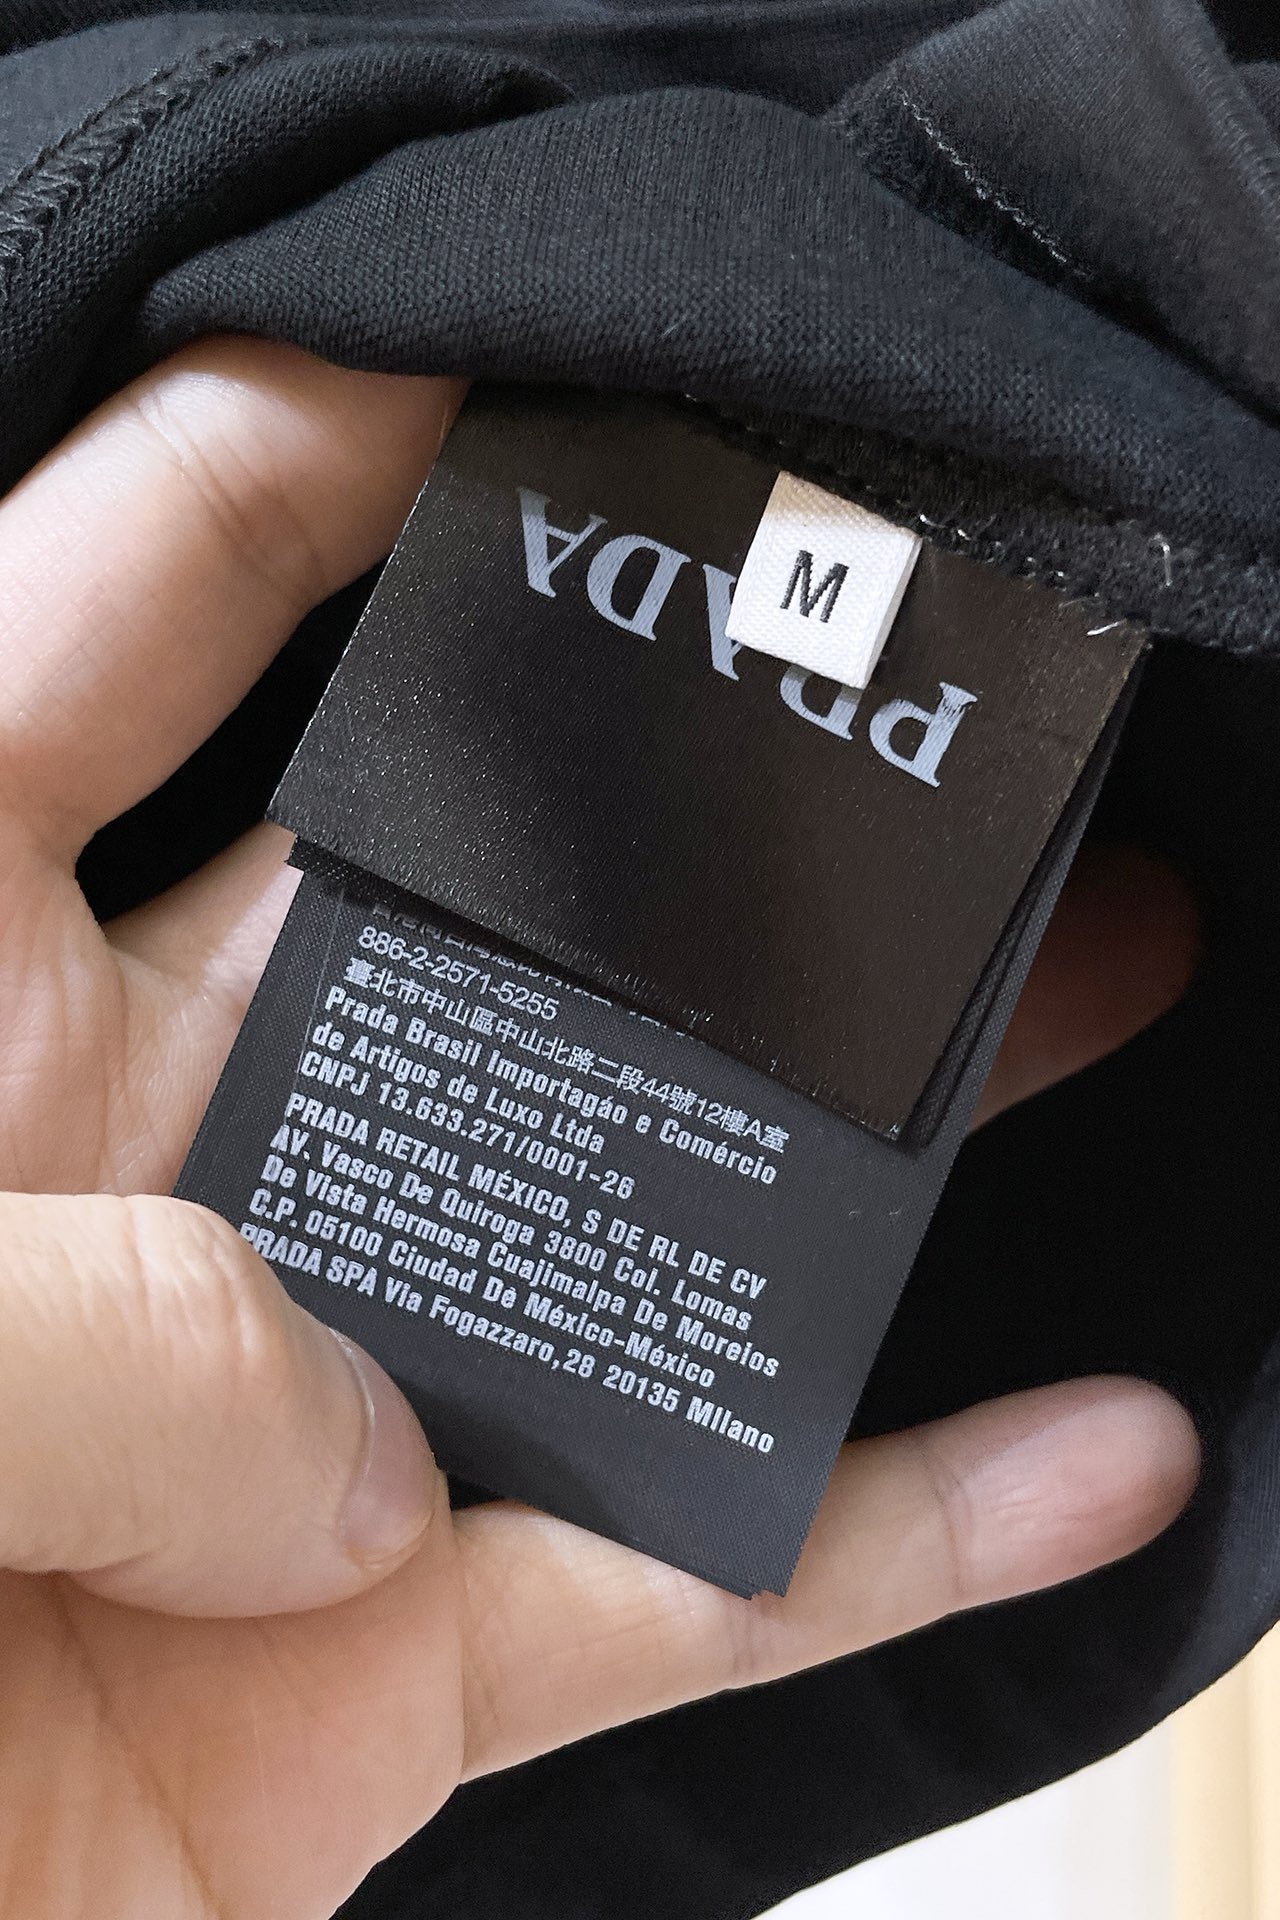 PRADA
M
886-2-2571-5255
臺北市中山區中山北路二段44號12樓A室
Prada Brasil Importagáo e Comércio
de Artigos de Luxo Ltda
CNPJ 13.633.271/0001-26
PRADA RETAIL MÉXICO, S DE RL DE CV
AV. Vasco De Quiroga 3800 Col. Lomas
De Vista Hermosa Cuajimalpa De Morelos
C.P. 05100 Ciudad Dè México-México
PRADA SPA Via Fogazzaro,28 20135 Milano